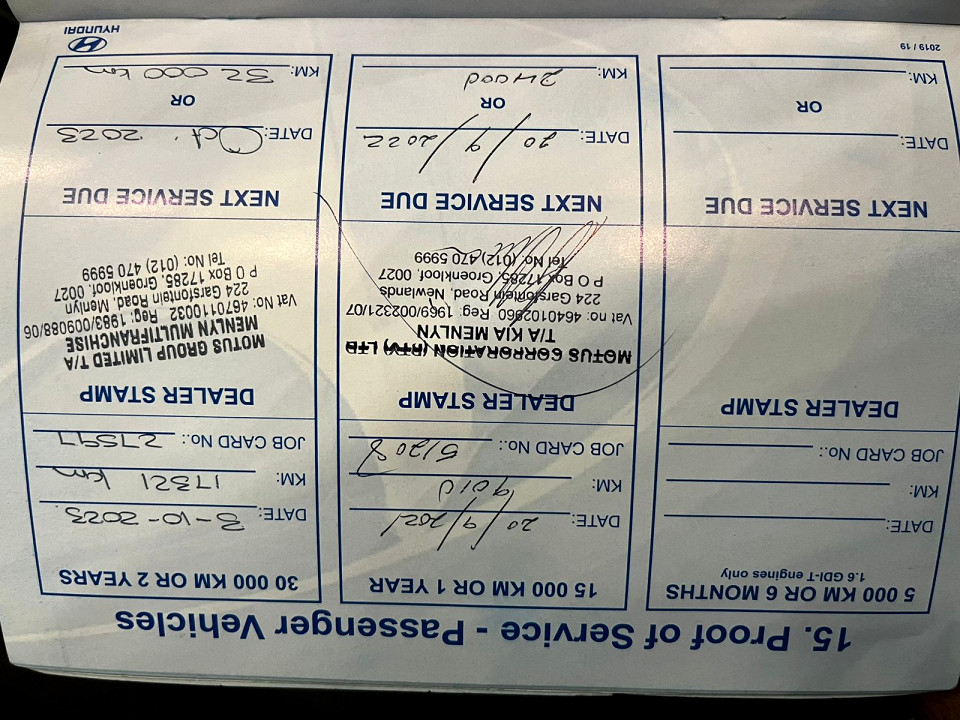 15. Proof of Service - Passenger Vehicles
5 000 KM OR 6 MONTHS
1.6 GDI-T engines only
DATE:
KM:
JOB CARD No.:
DEALER STAMP
NEXT SERVICE DUE
DATE:
OR
KM:
15 000 KM OR 1 YEAR
DATE: 20/9/2021
KM: 9010
JOB CARD No.: 51208
DEALER STAMP
MOTUS CORPORATION (PTY) LTD
T/A KIA MENLYN
Vat no: 4640102960 Reg: 1969/002321/07
224 Garsfontein Road, Newlands
P O Box 17285, Groenkloof, 0027
Tel No: (012) 470 5999
NEXT SERVICE DUE
DATE: 20/9/2022
OR
KM: 24000
30 000 KM OR 2 YEARS
DATE: 3-10-2023
KM: 17321 km
JOB CARD No.: 27597
DEALER STAMP
MOTUS GROUP LIMITED T/A
MENLYN MULTIFRANCHISE
Vat No: 4670110032 Reg: 1983/009088/06
224 Garsfontein Road, Menlyn
P O Box 17285, Groenkloof, 0027
Tel No: (012) 470 5999
NEXT SERVICE DUE
DATE: Oct' 2023
OR
KM: 32 000 km
2019 / 19
HYUNDAI